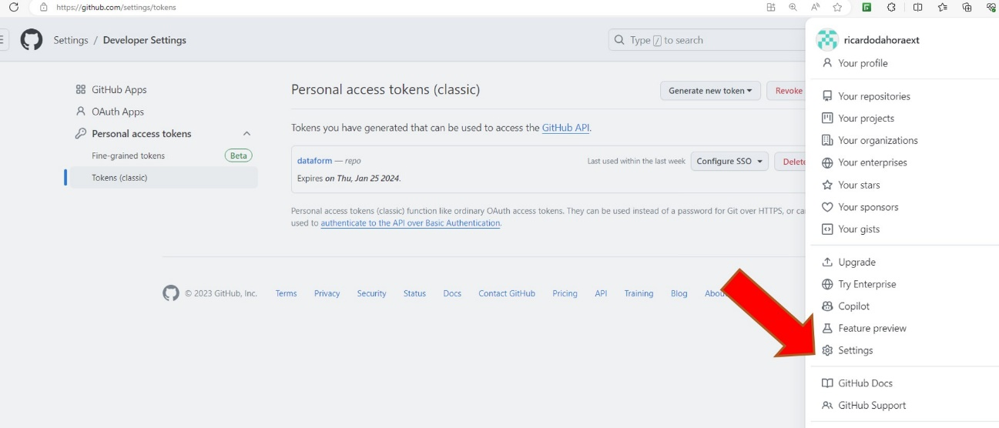 https://github.com/settings/tokens
Settings / Developer Settings
Type / to search
ricardodahoraext
Your profile
Your repositories
Your projects
Your organizations
Your enterprises
Your stars
Your sponsors
Your gists
Upgrade
Try Enterprise
Copilot
Feature preview
Settings
GitHub Docs
GitHub Support
GitHub Apps
OAuth Apps
Personal access tokens
Fine-grained tokens Beta
Tokens (classic)
Personal access tokens (classic)
Generate new token
Revoke
Tokens you have generated that can be used to access the GitHub API.
dataform — repo
Last used within the last week
Configure SSO
Delete
Expires on Thu, Jan 25 2024.
Personal access tokens (classic) function like ordinary OAuth access tokens. They can be used instead of a password for Git over HTTPS, or can
used to authenticate to the API over Basic Authentication.
© 2023 GitHub, Inc. Terms Privacy Security Status Docs Contact GitHub Pricing API Training Blog About